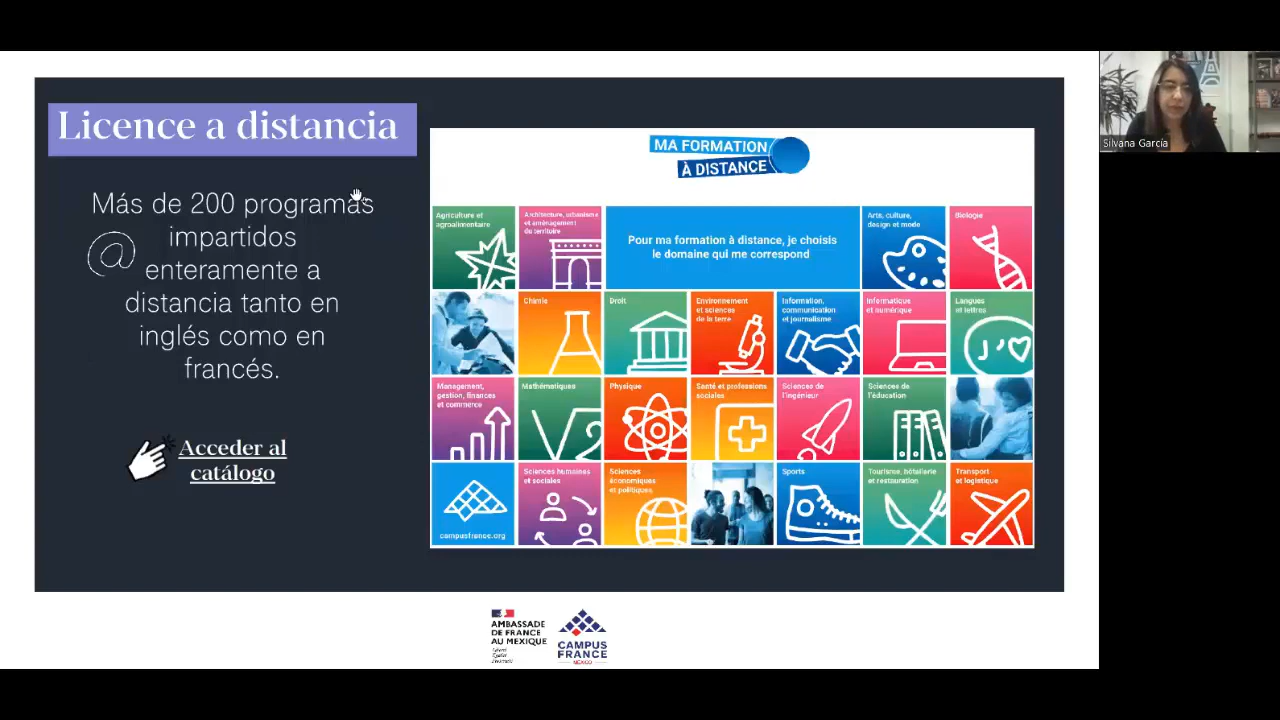 Licence a distancia
Más de 200 programas
impartidos
@
enteramente a
distancia tanto en
inglés como en
francés.
Acceder al
catálogo
MA FORMATION
À DISTANCE
Agriculture et
agroalimentaire
Architecture, urbanisme
et aménagement
du territoire
Pour ma formation à distance, je choisis
le domaine qui me correspond
Arts, culture,
design et mode
Biologie
Chimie
Droit
Environnement
et sciences
de la terre
Information,
communication
et journalisme
Informatique
et numérique
Langues
et lettres
J'
Management,
gestion, finances
et commerce
Mathématiques
√2
Physique
Santé et professions
sociales
Sciences de
l'ingénieur
Sciences de
l'éducation
campusfrance.org
Sciences humaines
et sociales
Sciences
économiques
et politiques
Sports
Tourisme, hôtellerie
et restauration
Transport
et logistique
Silvana García
AMBASSADE
DE FRANCE
AU MEXIQUE
Liberté
Égalité
Fraternité
CAMPUS
FRANCE
MEXICO